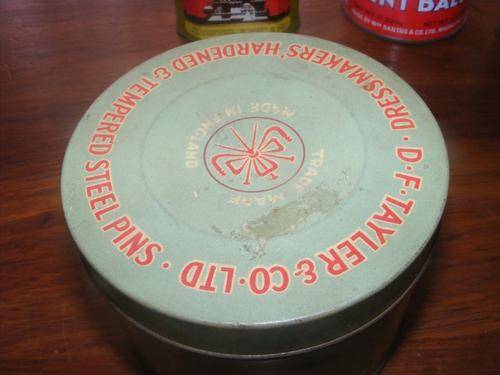 D·F·TAYLER & CO·LTD·
DRESSMAKERS' HARDENED & TEMPERED STEEL PINS·
TRADE MARK
MADE IN ENGLAND